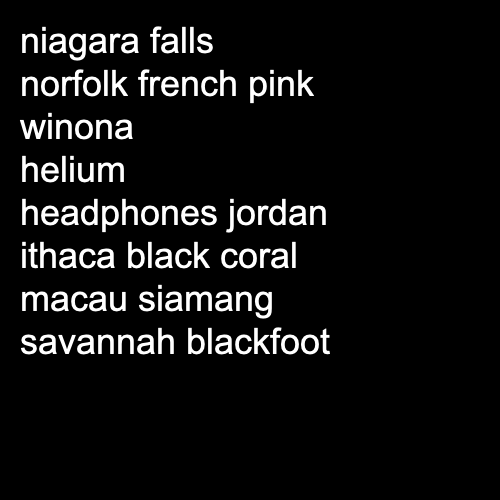 niagara falls
norfolk french pink
winona
helium
headphones jordan
ithaca black coral
macau siamang
savannah blackfoot